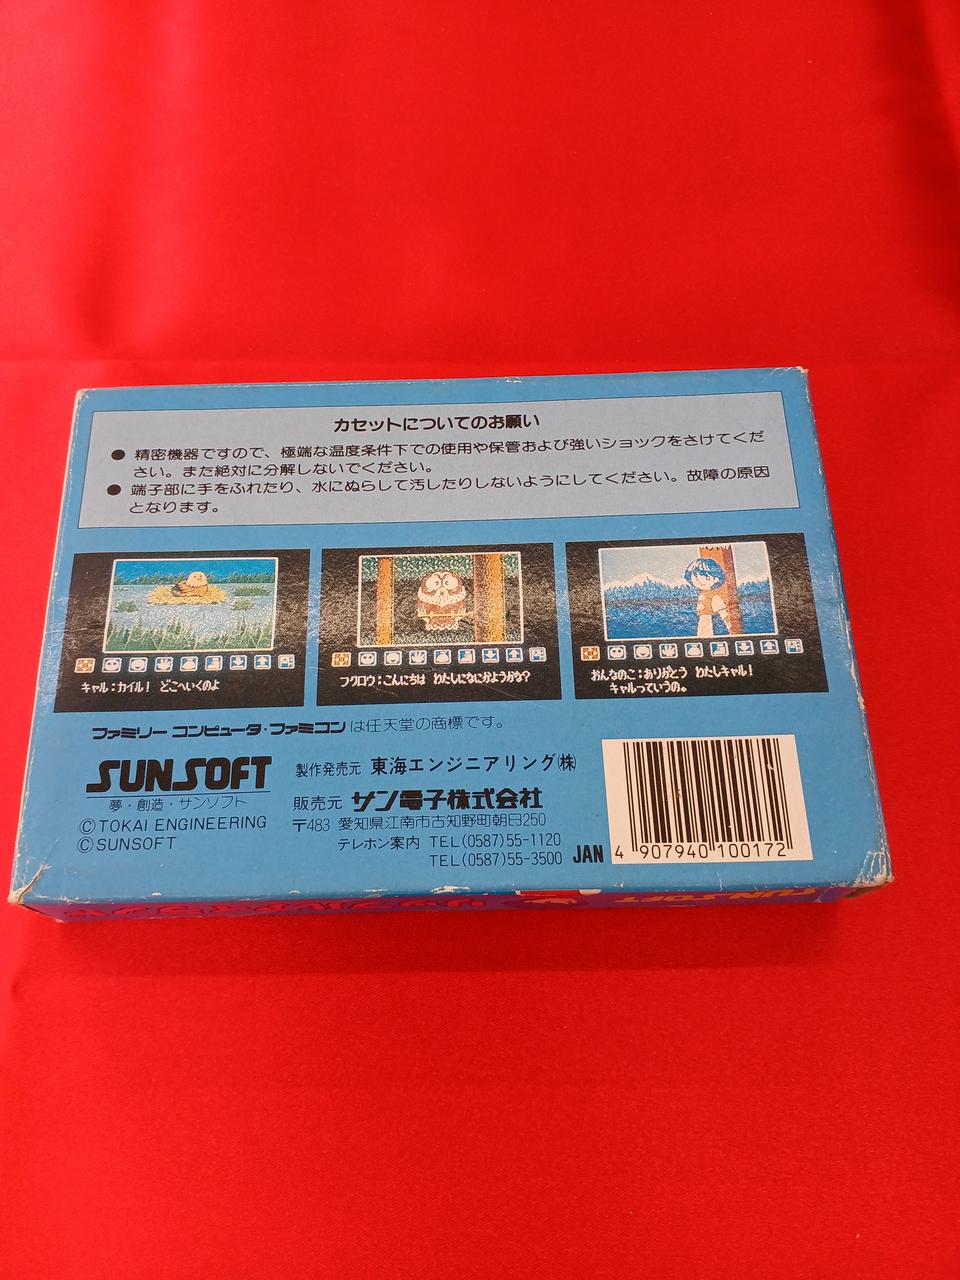 カセットについてのお願い
● 精密機器ですので、極端な温度条件下での使用や保管および強いショックをさけてくだ
さい。また絶対に分解しないでください。
● 端子部に手をふれたり、水にぬらして汚したりしないようにしてください。故障の原因
となります。
キャル:カイル! どこへいくのよ
フクロウ:こんにちは わたしになにかようかな?
おんなのこ:ありがとう わたしキャル!
キャルっていうの。
ファミリー コンピュータ・ファミコンは任天堂の商標です。
SUNSOFT
夢・創造・サンソフト
©TOKAI ENGINEERING
©SUNSOFT
製作発売元 東海エンジニアリング㈱
販売元 サン電子株式会社
〒483 愛知県江南市古知野町朝日250
テレホン案内 TEL(0587)55-1120
TEL(0587)55-3500
JAN
4 907940 100172
SUNSOFT